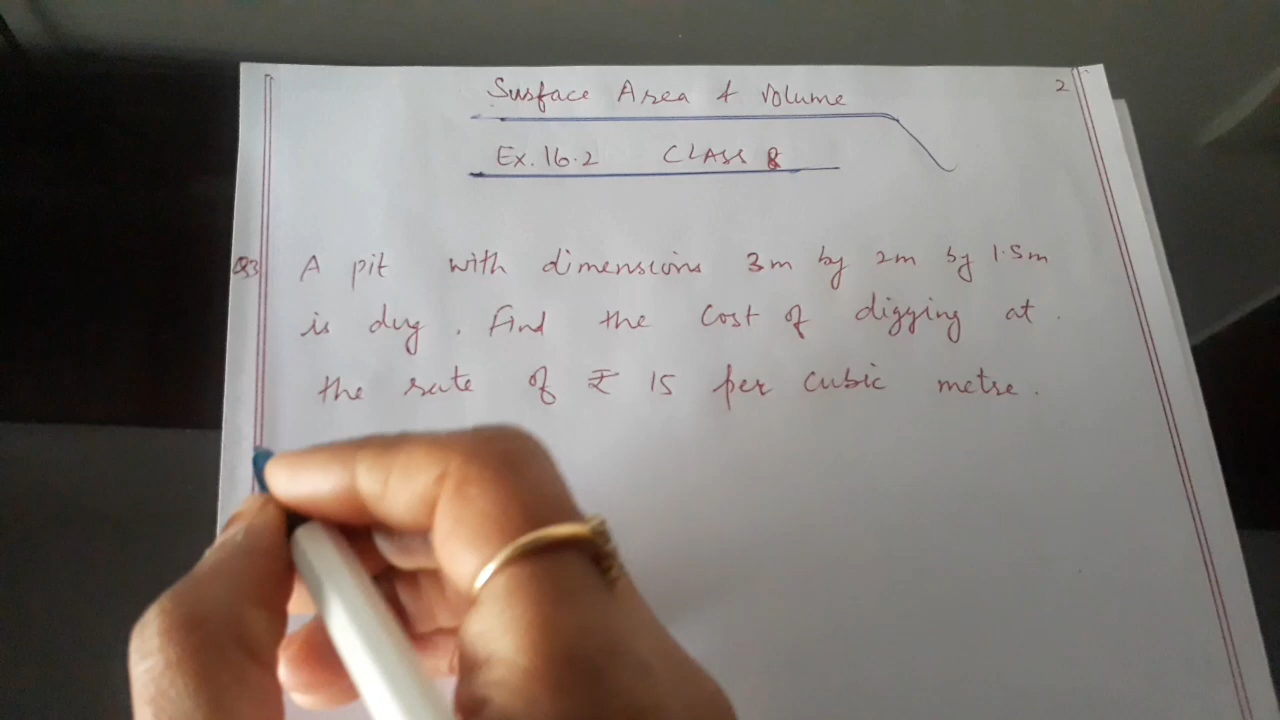 Surface Area & Volume
2
Ex. 16.2 CLASS 8
Q3 A pit with dimensions 3m by 2m by 1.5m
is dug. Find the Cost of digging at
the rate of ₹ 15 per cubic metre.